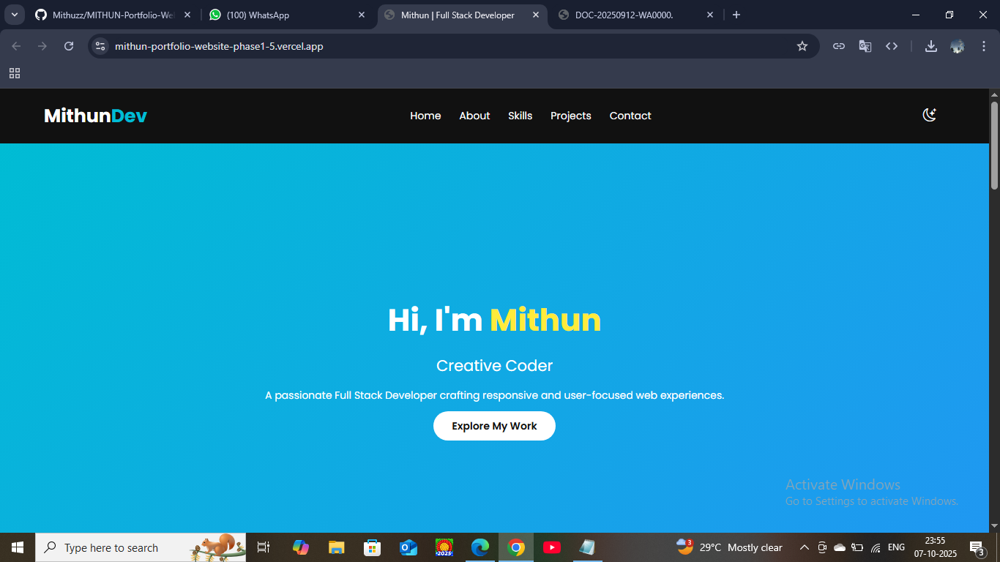 Mithuzz/MITHUN-Portfolio-We
(100) WhatsApp
Mithun | Full Stack Developer
DOC-20250912-WA0000.
mithun-portfolio-website-phase1-5.vercel.app
MithunDev
Home About Skills Projects Contact
Hi, I'm Mithun
Creative Coder
A passionate Full Stack Developer crafting responsive and user-focused web experiences.
Explore My Work
Activate Windows
Go to Settings to activate Windows.
Type here to search
2025
3
29°C Mostly clear
ENG
23:55
07-10-2025
3